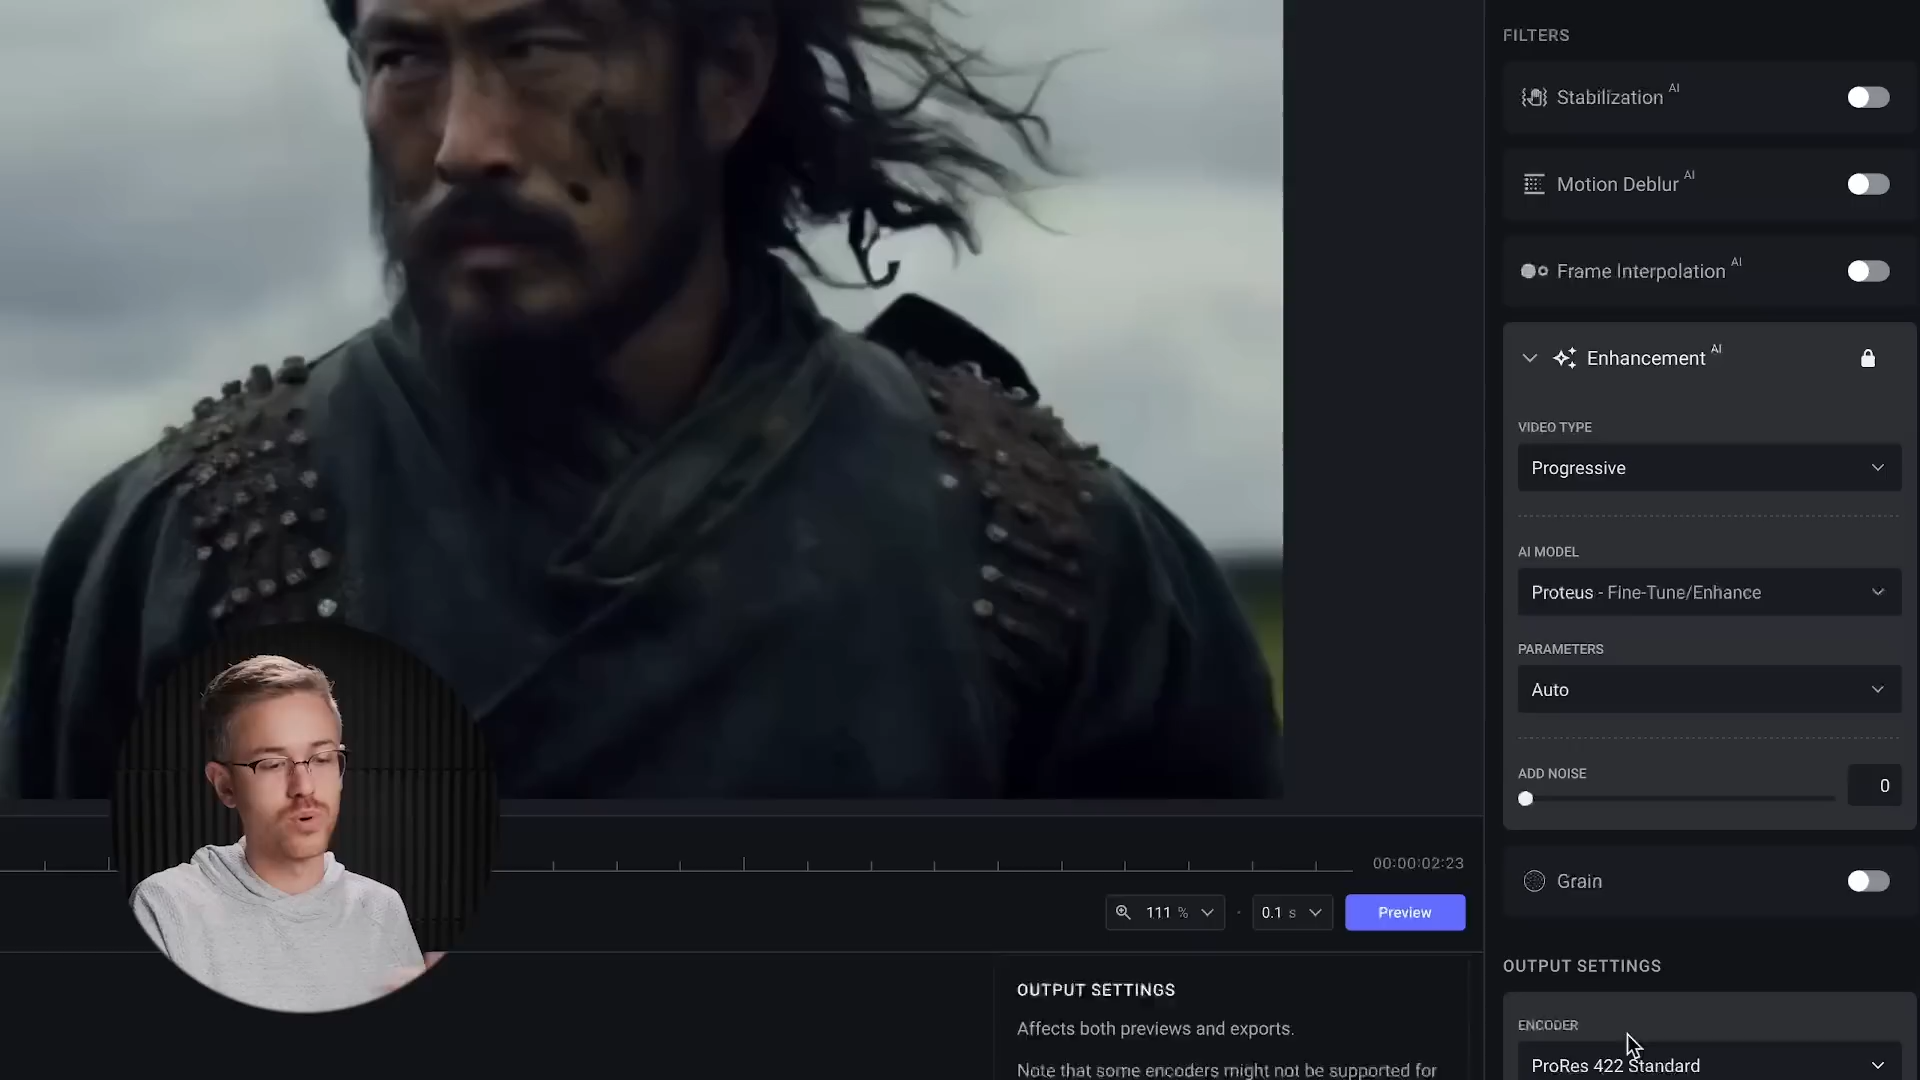 FILTERS
Stabilization AI
Motion Deblur AI
Frame Interpolation AI
Enhancement AI
VIDEO TYPE
Progressive
AI MODEL
Proteus - Fine-Tune/Enhance
PARAMETERS
Auto
ADD NOISE
0
Grain
OUTPUT SETTINGS
ENCODER
ProRes 422 Standard
00:00:02:23
111 %
0.1 s
Preview
OUTPUT SETTINGS
Affects both previews and exports.
Note that some encoders might not be supported for